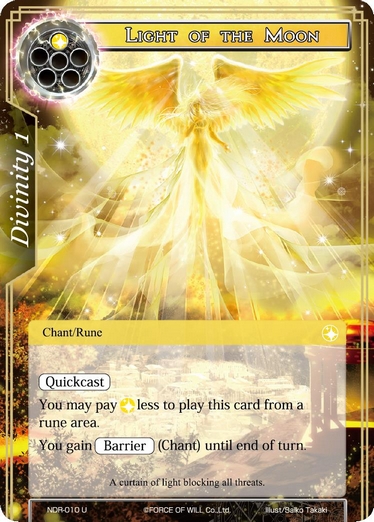 Light of the Moon
Divinity 1
Chant/Rune
Quickcast
You may pay less to play this card from a
rune area.
You gain Barrier (Chant) until end of turn.
A curtain of light blocking all threats.
NDR-010 U ©FORCE OF WILL Co.,Ltd. Illust/Saiko Takaki